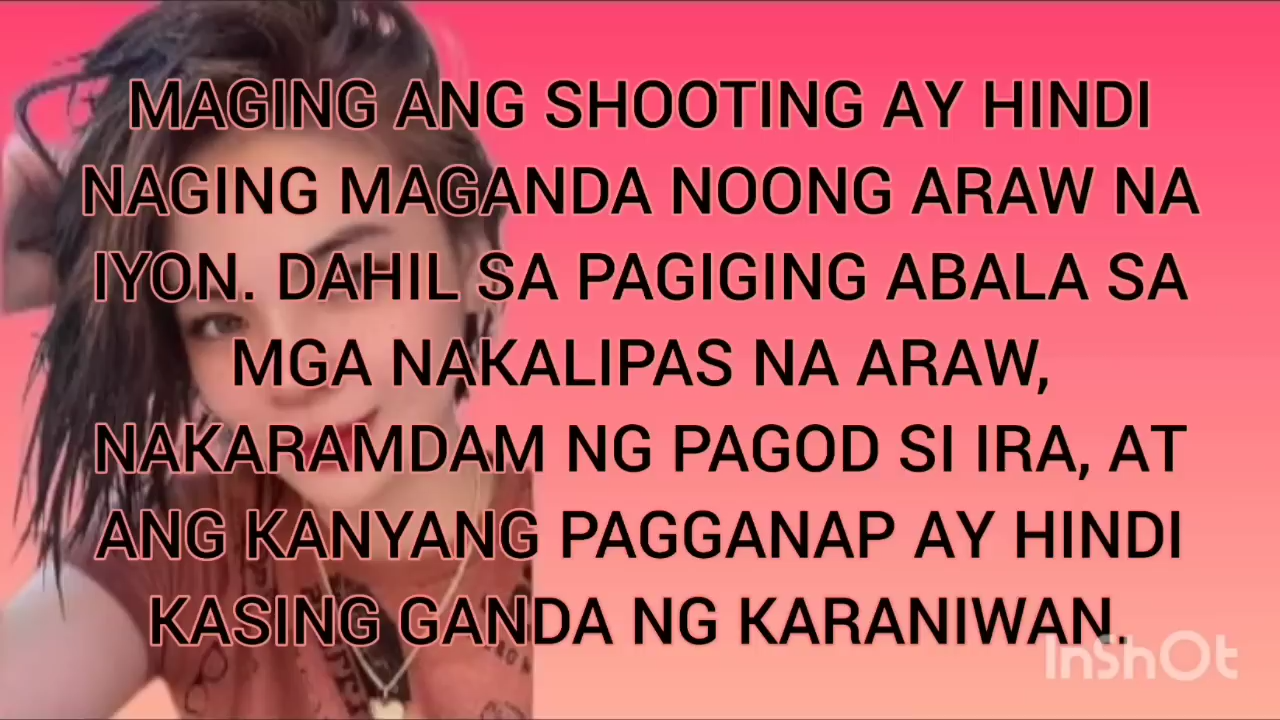 MAGING ANG SHOOTING AY HINDI
NAGING MAGANDA NOONG ARAW NA
IYON. DAHIL SA PAGIGING ABALA SA
MGA NAKALIPAS NA ARAW,
NAKARAMDAM NG PAGOD SI IRA, AT
ANG KANYANG PAGGANAP AY HINDI
KASING GANDA NG KARANIWAN.
InShOt